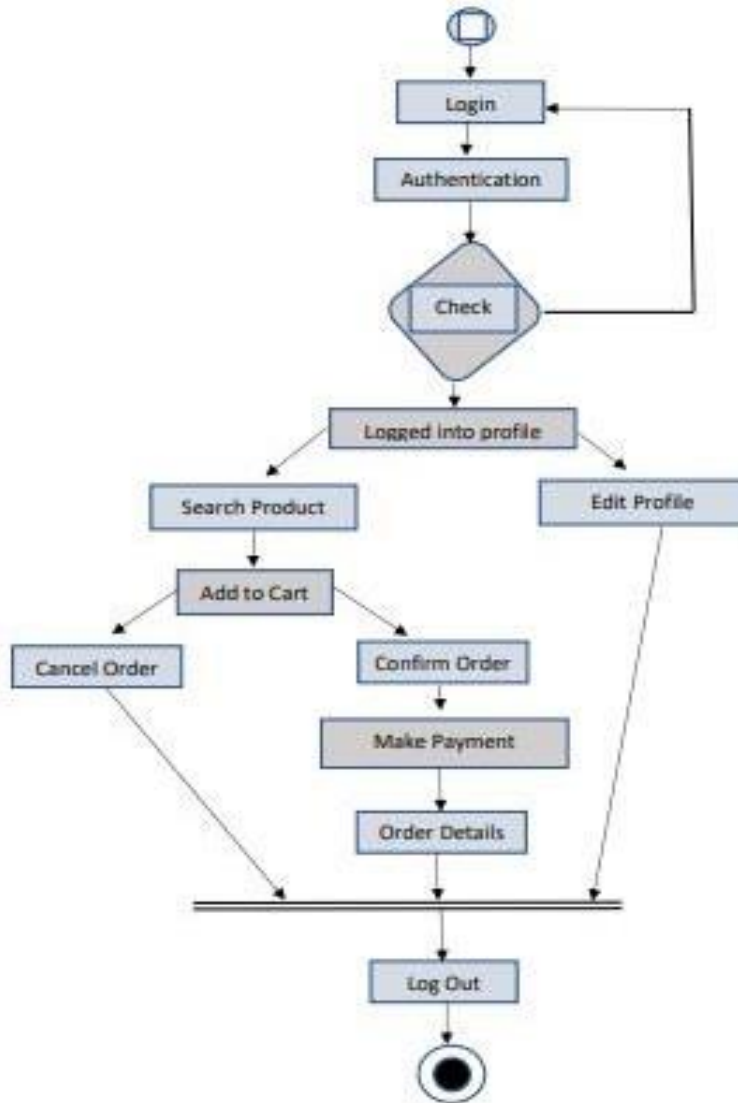 Login
Authentication
Check
Logged into profile
Search Product
Edit Profile
Add to Cart
Cancel Order
Confirm Order
Make Payment
Order Details
Log Out